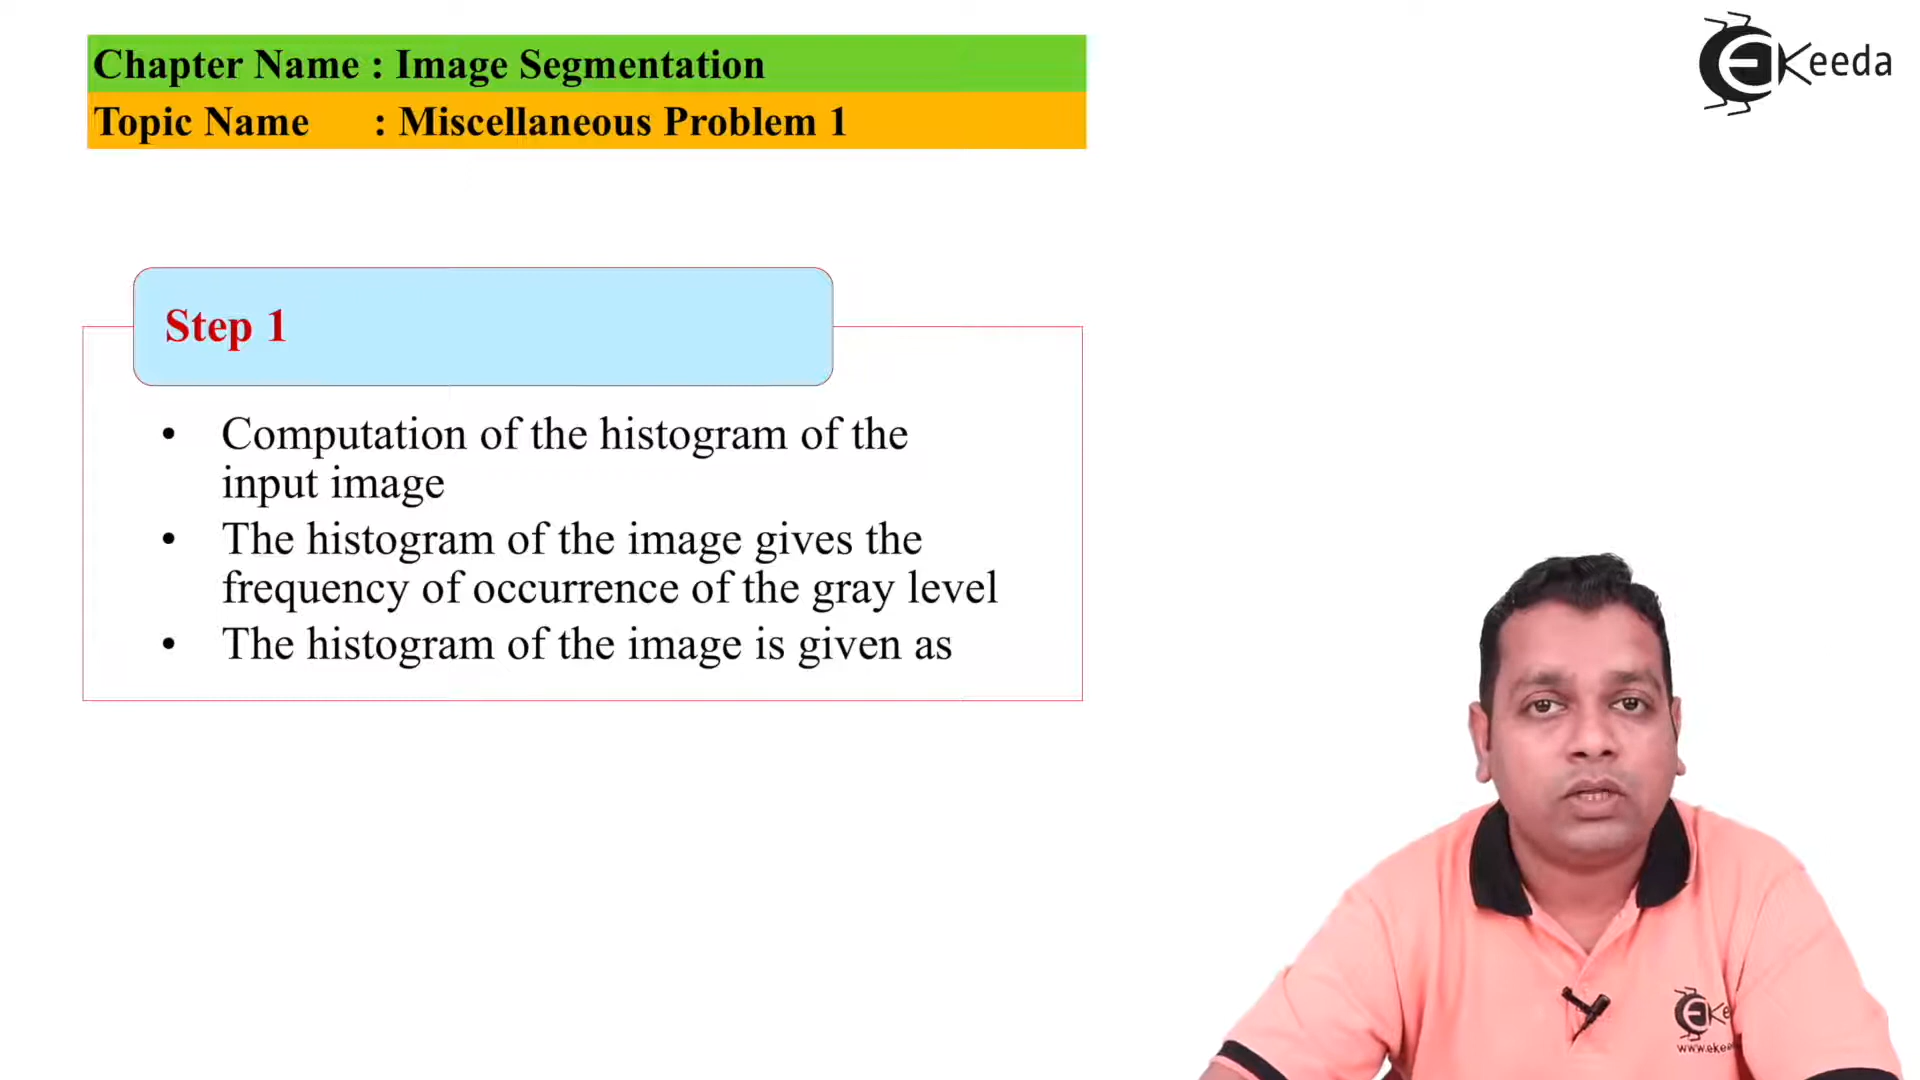 Chapter Name : Image Segmentation
Topic Name : Miscellaneous Problem 1
EKeeda
Step 1
• Computation of the histogram of the
input image
• The histogram of the image gives the
frequency of occurrence of the gray level
• The histogram of the image is given as